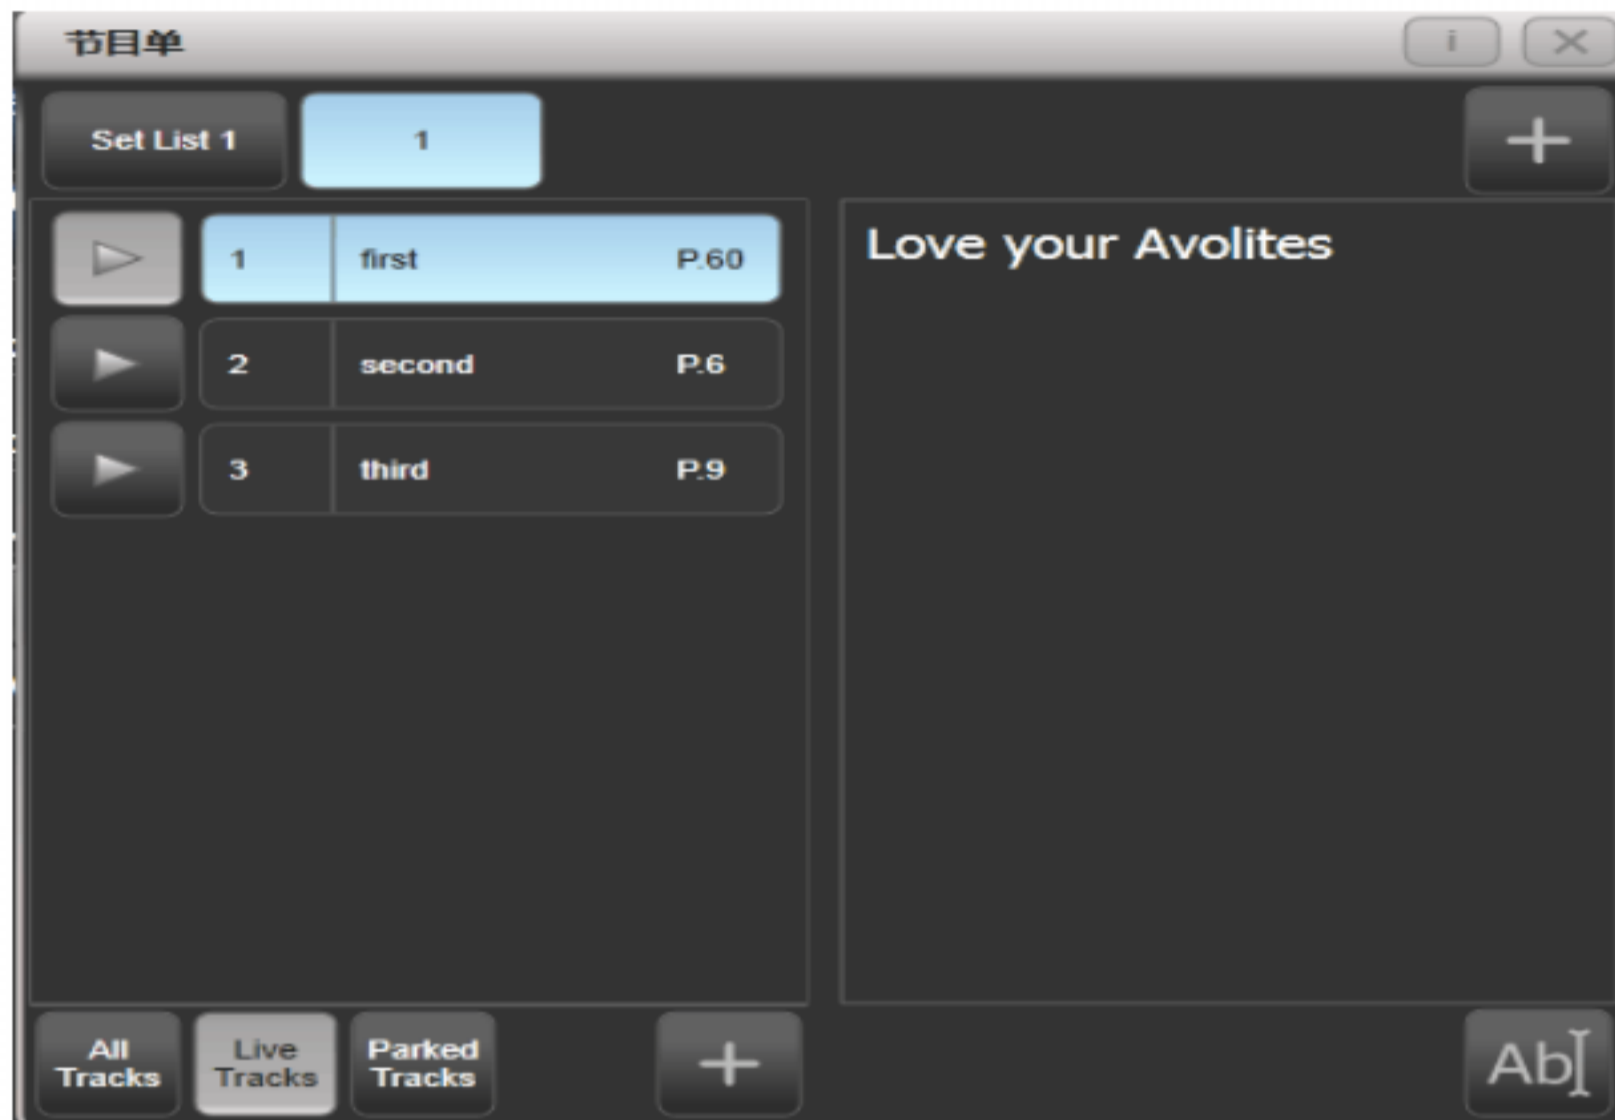 节目单
i
Set List 1
1
1 first P.60
2 second P.6
3 third P.9
Love your Avolites
All Tracks
Live Tracks
Parked Tracks
Ab